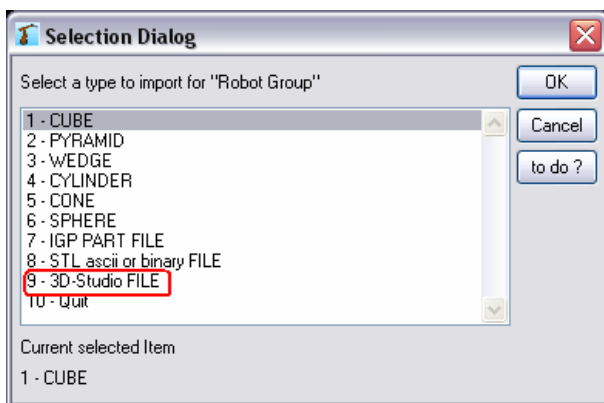 Selection Dialog
Select a type to import for "Robot Group"
OK
1 - CUBE
2 - PYRAMID
3 - WEDGE
4 - CYLINDER
5 - CONE
6 - SPHERE
7 - IGP PART FILE
8 - STL ascii or binary FILE
9 - 3D-Studio FILE
10 - Quit
Cancel
to do ?
Current selected Item
1 - CUBE